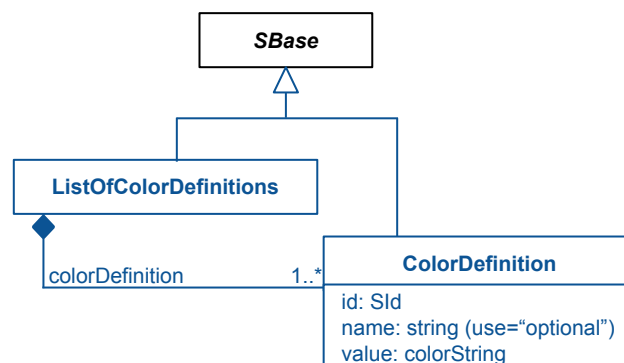 SBase
ListOfColorDefinitions
colorDefinition 1..*
ColorDefinition
id: SId
name: string (use=“optional”)
value: colorString